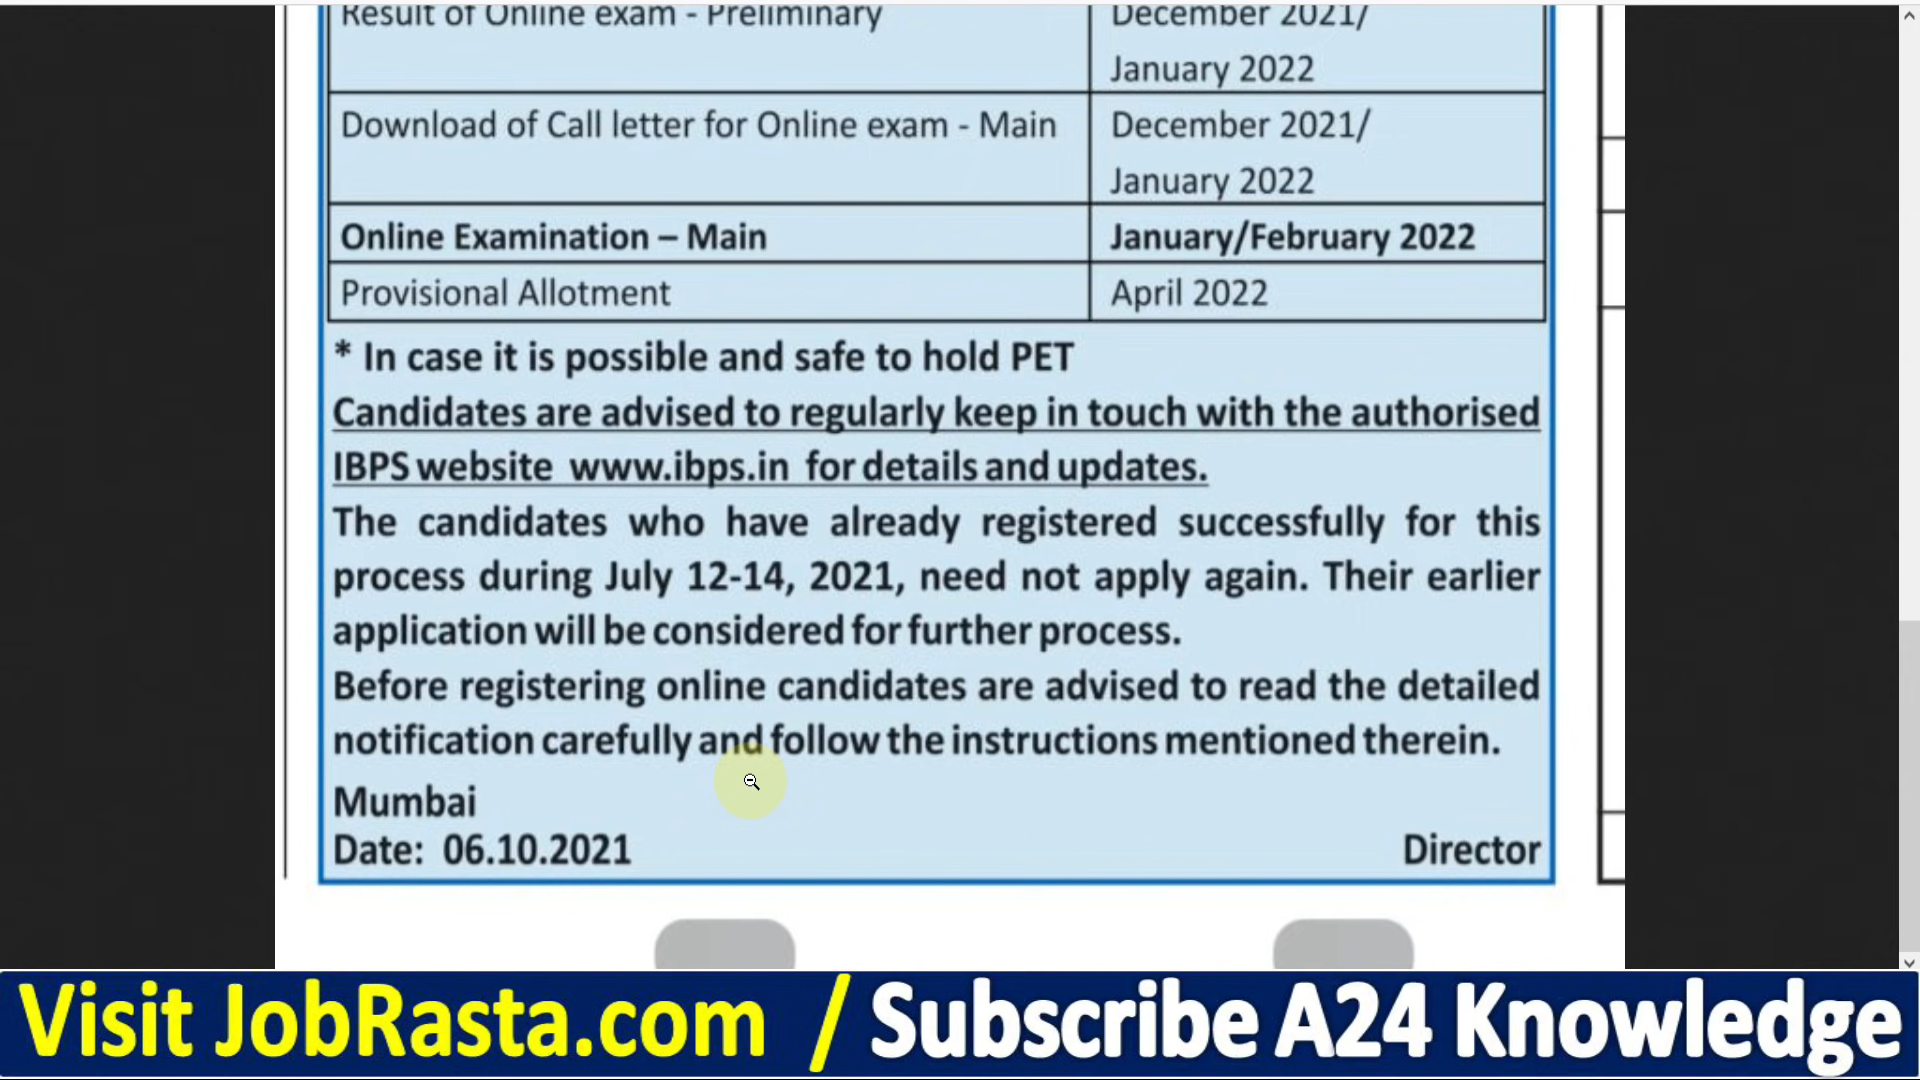 Result of Online exam - Preliminary
December 2021/
January 2022
Download of Call letter for Online exam - Main
December 2021/
January 2022
Online Examination – Main
January/February 2022
Provisional Allotment
April 2022
* In case it is possible and safe to hold PET
Candidates are advised to regularly keep in touch with the authorised
IBPS website www.ibps.in for details and updates.
The candidates who have already registered successfully for this
process during July 12-14, 2021, need not apply again. Their earlier
application will be considered for further process.
Before registering online candidates are advised to read the detailed
notification carefully and follow the instructions mentioned therein.
Mumbai
Date: 06.10.2021
Director
Visit JobRasta.com / Subscribe A24 Knowledge